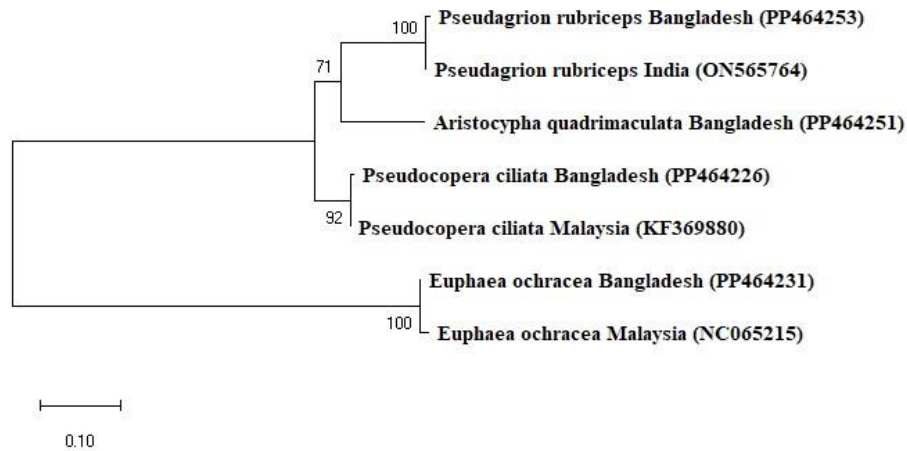 Pseudagrion rubriceps Bangladesh (PP464253)
100
Pseudagrion rubriceps India (ON565764)
71
Aristocypha quadrimaculata Bangladesh (PP464251)
Pseudocopera ciliata Bangladesh (PP464226)
92
Pseudocopera ciliata Malaysia (KF369880)
Euphaea ochracea Bangladesh (PP464231)
100
Euphaea ochracea Malaysia (NC065215)
0.10